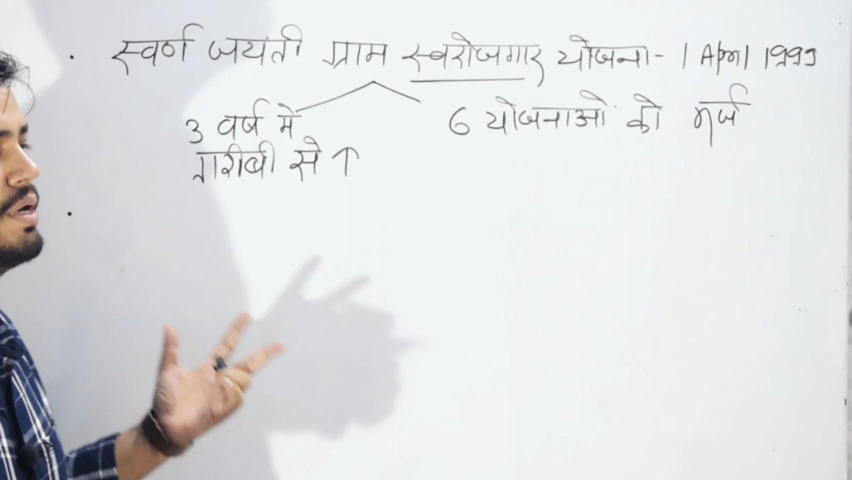 स्वर्ण जयंती ग्राम स्वरोजगार योजना - 1 April 1999
3 वर्ष में 6 योजनाओं को मर्ज
गरीबी से ↑